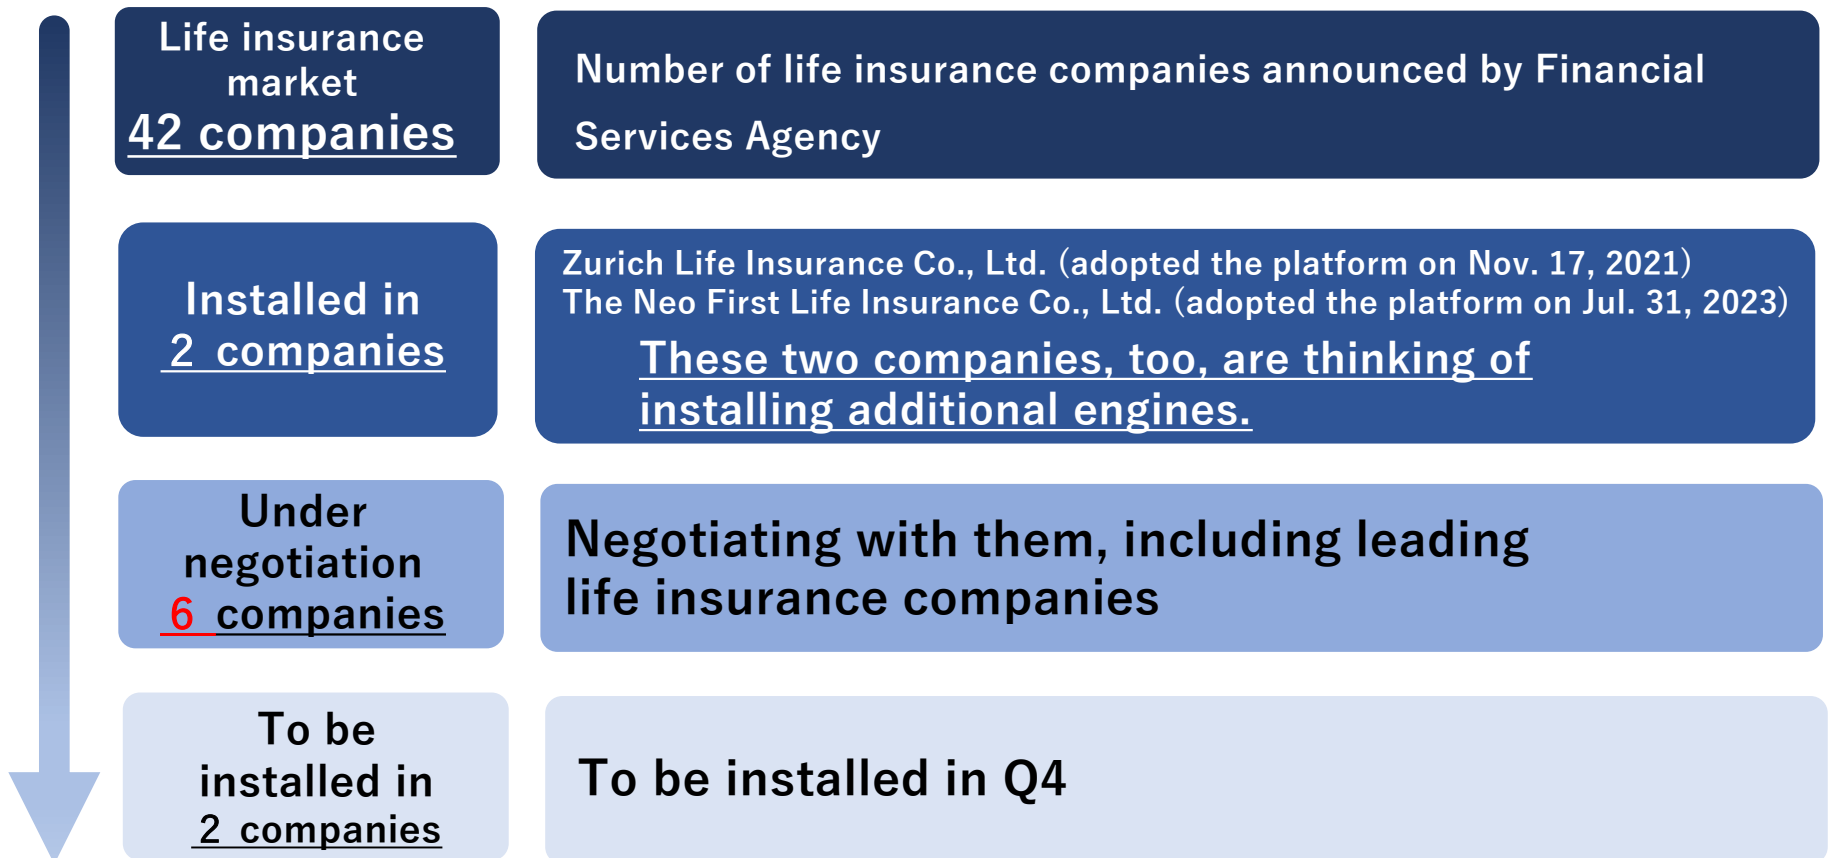 Life insurance
market
42 companies
Number of life insurance companies announced by Financial
Services Agency
Installed in
2 companies
Zurich Life Insurance Co., Ltd. (adopted the platform on Nov. 17, 2021)
The Neo First Life Insurance Co., Ltd. (adopted the platform on Jul. 31, 2023)
These two companies, too, are thinking of
installing additional engines.
Under
negotiation
6 companies
Negotiating with them, including leading
life insurance companies
To be
installed in
2 companies
To be installed in Q4